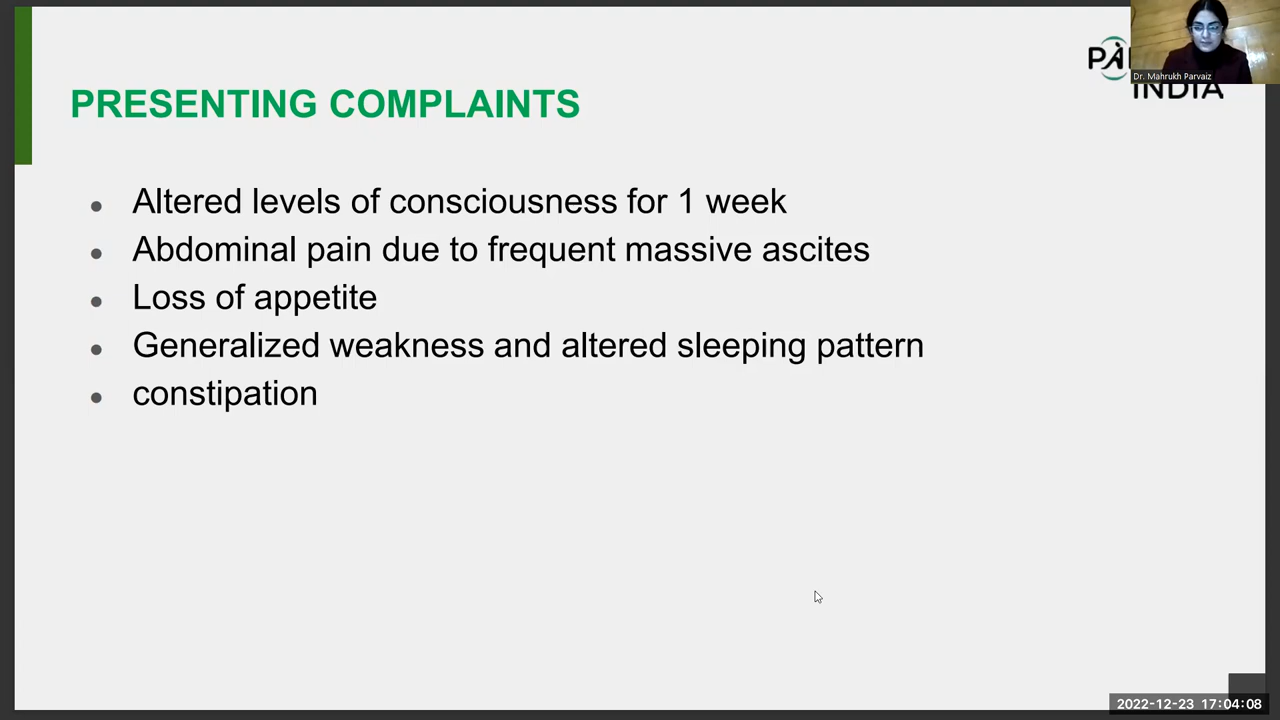 PRESENTING COMPLAINTS
Altered levels of consciousness for 1 week
Abdominal pain due to frequent massive ascites
Loss of appetite
Generalized weakness and altered sleeping pattern
constipation
INDIA
Dr. Mahrukh Parvaiz
2022-12-23 17:04:08